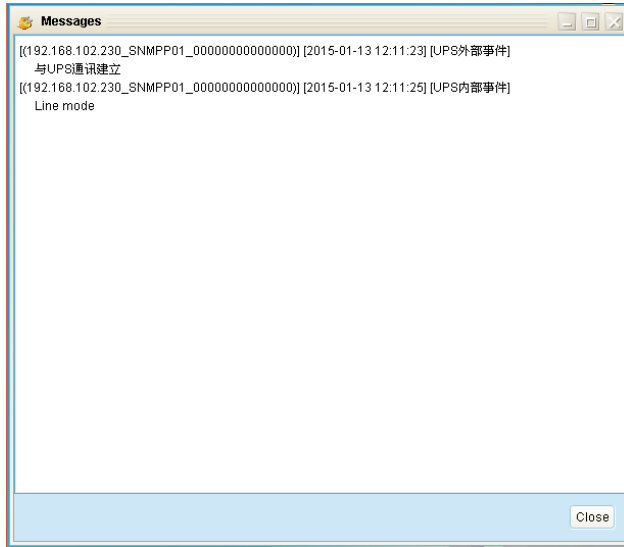 Messages
[(192.168.102.230_SNMPP01_00000000000000)] [2015-01-13 12:11:23] [UPS外部事件]
与UPS通讯建立
[(192.168.102.230_SNMPP01_00000000000000)] [2015-01-13 12:11:25] [UPS内部事件]
Line mode
Close